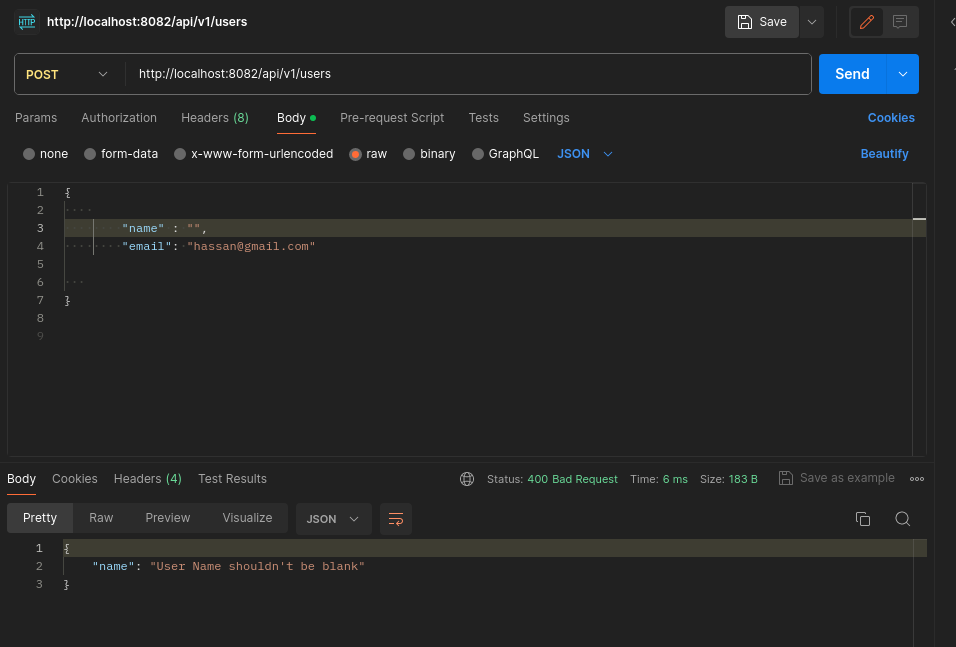 HTTP http://localhost:8082/api/v1/users Save
POST http://localhost:8082/api/v1/users Send
Params Authorization Headers (8) Body Pre-request Script Tests Settings Cookies
none form-data x-www-form-urlencoded raw binary GraphQL JSON Beautify
1 {
2
3 "name" : "",
4 "email": "hassan@gmail.com"
5
6
7 }
8
9
Body Cookies Headers (4) Test Results Status: 400 Bad Request Time: 6 ms Size: 183 B Save as example
Pretty Raw Preview Visualize JSON
1 {
2 "name": "User Name shouldn't be blank"
3 }